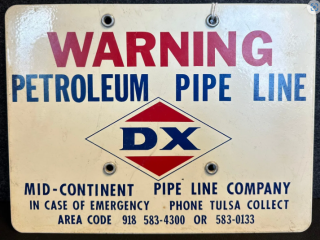 WARNING
PETROLEUM PIPE LINE
DX
MID-CONTINENT PIPE LINE COMPANY
IN CASE OF EMERGENCY PHONE TULSA COLLECT
AREA CODE 918 583-4300 OR 583-0133